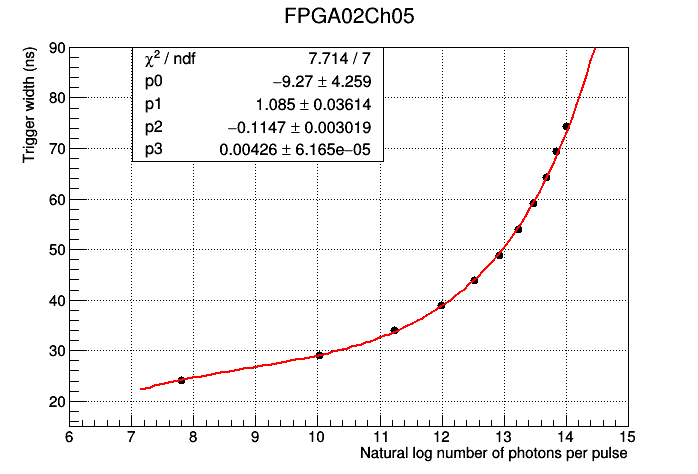 FPGA02Ch05
Trigger width (ns)
χ² / ndf 7.714 / 7
p0 −9.27 ± 4.259
p1 1.085 ± 0.03614
p2 −0.1147 ± 0.003019
p3 0.00426 ± 6.165e−05
90
80
70
60
50
40
30
20
6 7 8 9 10 11 12 13 14 15
Natural log number of photons per pulse